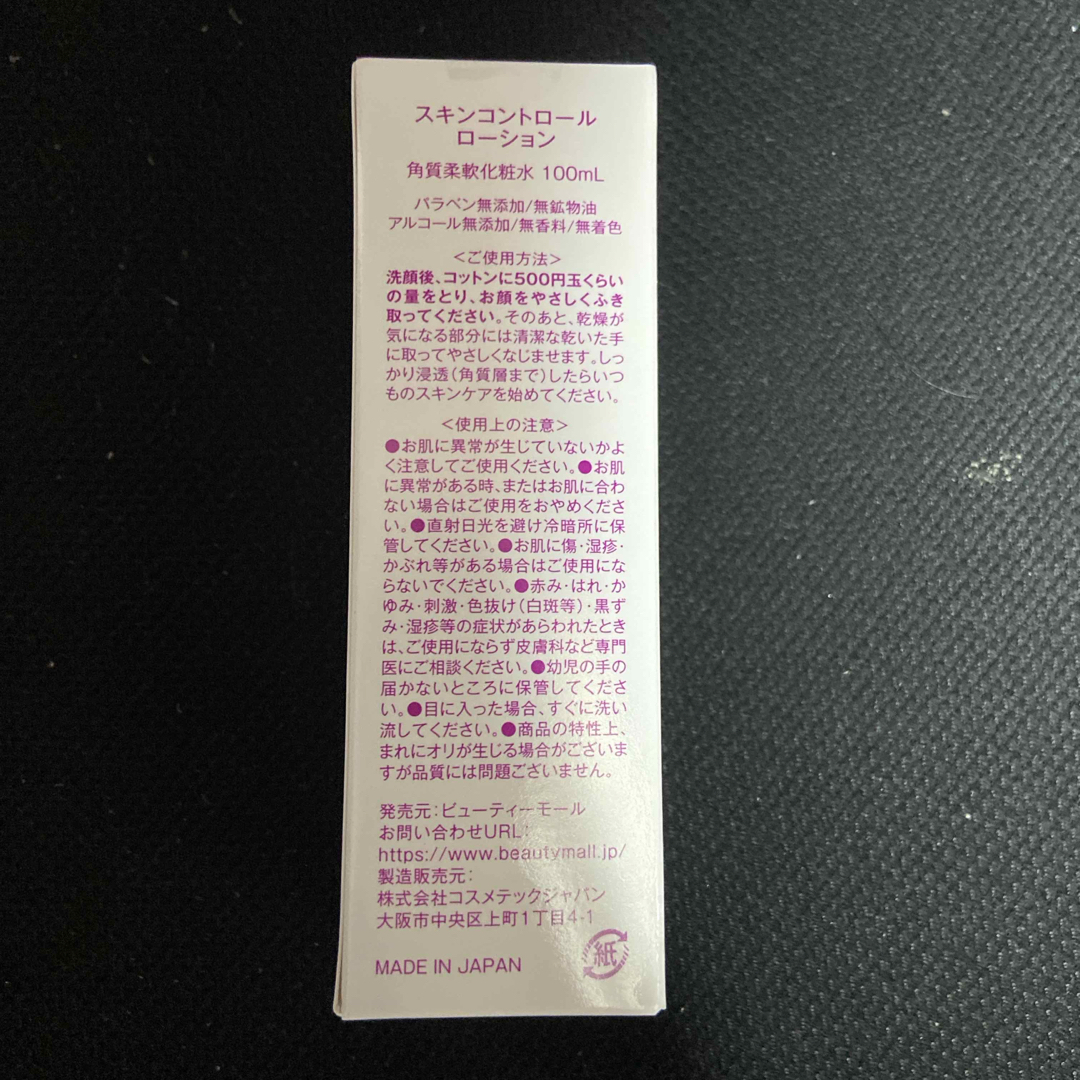 スキンコントロール
ローション
角質柔軟化粧水 100mL
パラベン無添加/無鉱物油
アルコール無添加/無香料/無着色
＜ご使用方法＞
洗顔後、コットンに500円玉くらい
の量をとり、お顔をやさしくふき
取ってください。そのあと、乾燥が
気になる部分には清潔な乾いた手
に取ってやさしくなじませます。しっ
かり浸透（角質層まで）したらいつ
ものスキンケアを始めてください。
＜使用上の注意＞
●お肌に異常が生じていないかよ
く注意してご使用ください。●お肌
に異常がある時、またはお肌に合わ
ない場合はご使用をおやめくださ
い。●直射日光を避け冷暗所に保
管してください。●お肌に傷・湿疹・
かぶれ等がある場合はご使用にな
らないでください。●赤み・はれ・か
ゆみ・刺激・色抜け（白斑等）・黒ず
み・湿疹等の症状があらわれたとき
は、ご使用にならず皮膚科など専門
医にご相談ください。●幼児の手の
届かないところに保管してくださ
い。●目に入った場合、すぐに洗い
流してください。●商品の特性上、
まれにオリが生じる場合がございま
すが品質には問題ございません。
発売元：ビューティーモール
お問い合わせURL：
https://www.beautymall.jp/
製造販売元：
株式会社コスメテックジャパン
大阪市中央区上町1丁目4-1
MADE IN JAPAN
紙